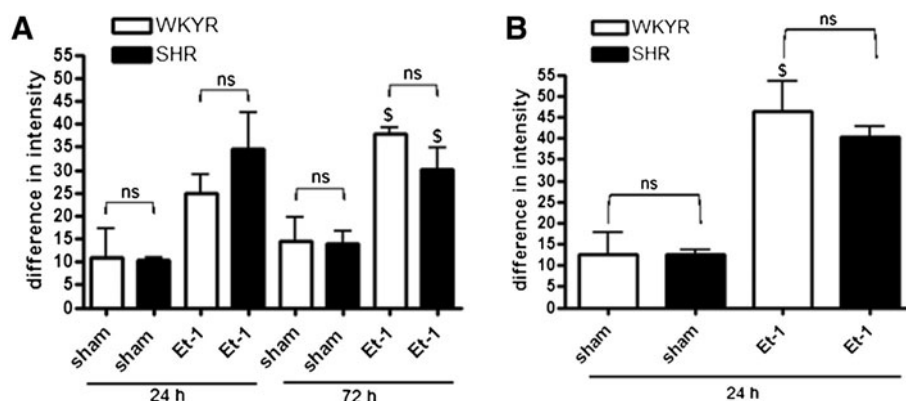 A
WKYR
SHR
difference in intensity
55
50
45
40
35
30
25
20
15
10
5
0
ns
ns
ns
ns
$
$
sham
sham
Et-1
Et-1
sham
sham
Et-1
Et-1
24 h
72 h
B
WKYR
SHR
difference in intensity
55
50
45
40
35
30
25
20
15
10
5
0
ns
ns
$
sham
sham
Et-1
Et-1
24 h